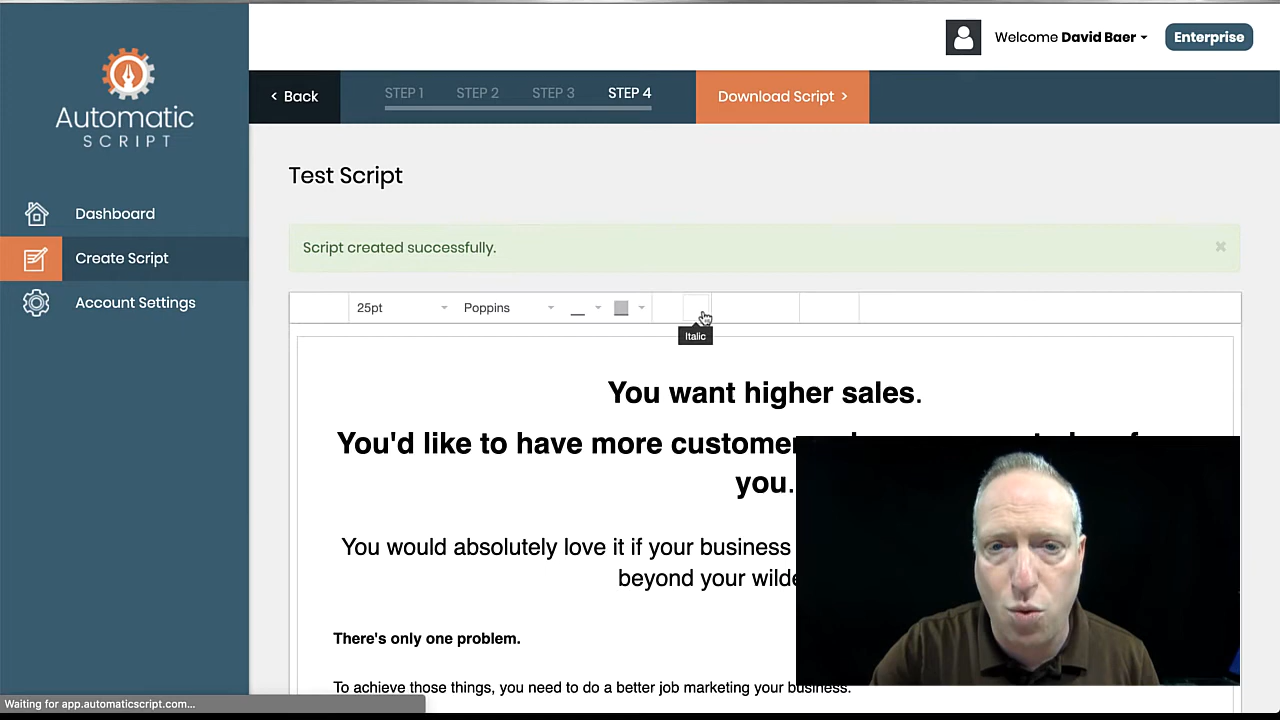 Welcome David Baer
Enterprise
Automatic
SCRIPT
< Back
STEP 1
STEP 2
STEP 3
STEP 4
Download Script >
Dashboard
Create Script
Account Settings
Test Script
Script created successfully.
×
25pt
Poppins
Italic
You want higher sales.
You'd like to have more customer
you.
You would absolutely love it if your business
beyond your wild
There's only one problem.
To achieve those things, you need to do a better job marketing your business.
Waiting for app.automaticscript.com...